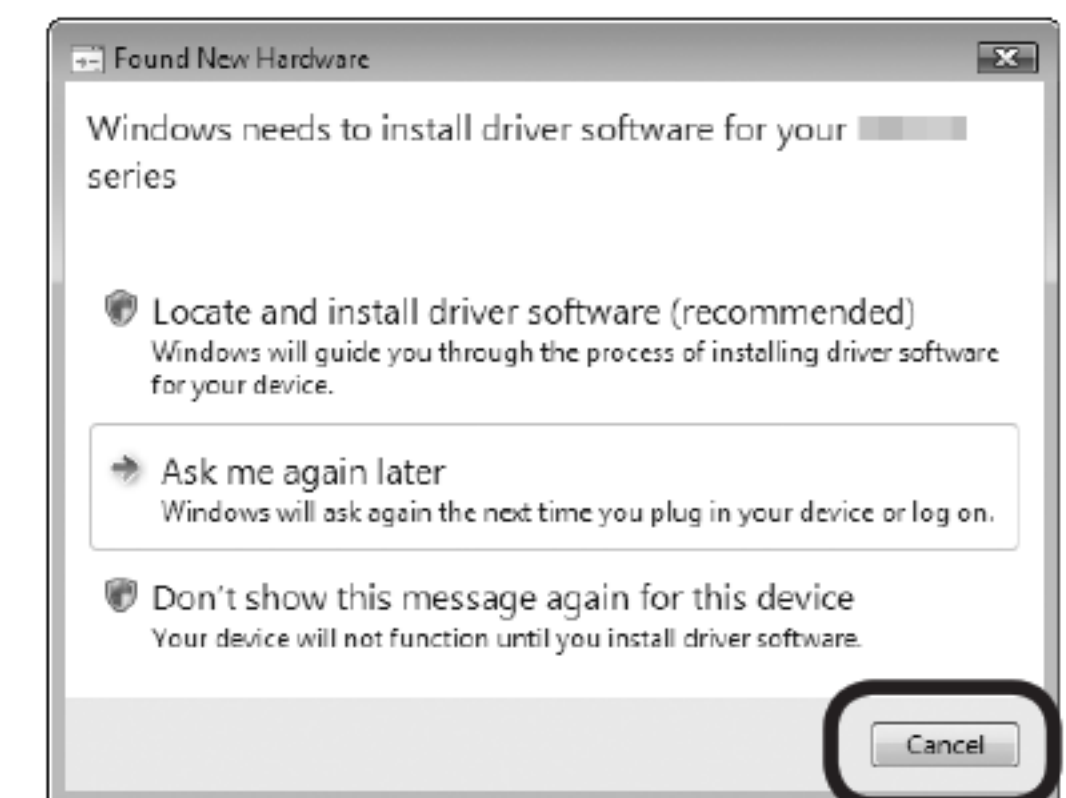 Found New Hardware
Windows needs to install driver software for your
series
Locate and install driver software (recommended)
Windows will guide you through the process of installing driver software
for your device.
Ask me again later
Windows will ask again the next time you plug in your device or log on.
Don't show this message again for this device
Your device will not function until you install driver software.
Cancel